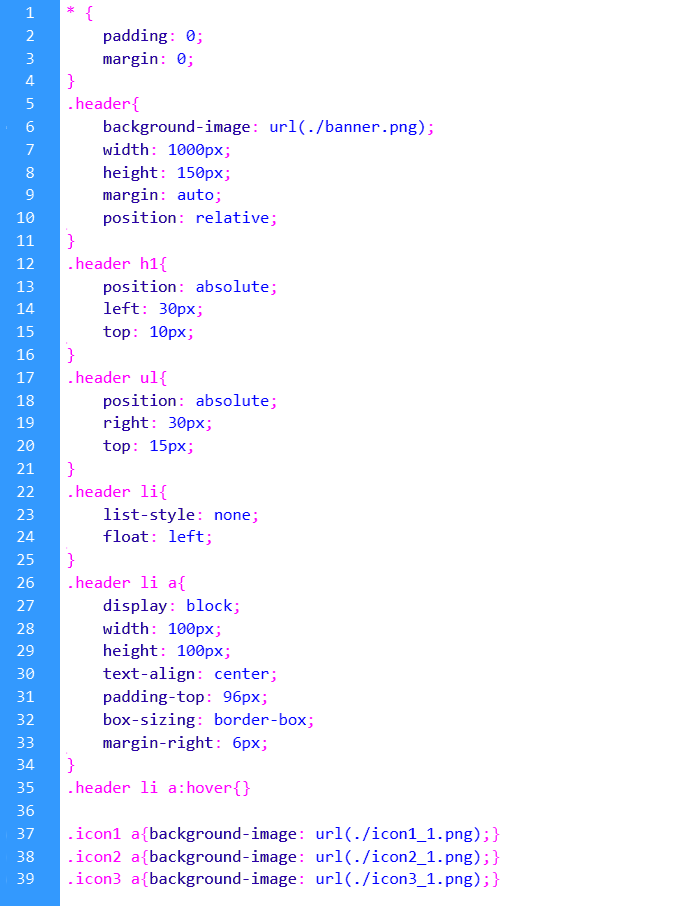 1 * {
2     padding: 0;
3     margin: 0;
4 }
5 .header{
6     background-image: url(./banner.png);
7     width: 1000px;
8     height: 150px;
9     margin: auto;
10     position: relative;
11 }
12 .header h1{
13     position: absolute;
14     left: 30px;
15     top: 10px;
16 }
17 .header ul{
18     position: absolute;
19     right: 30px;
20     top: 15px;
21 }
22 .header li{
23     list-style: none;
24     float: left;
25 }
26 .header li a{
27     display: block;
28     width: 100px;
29     height: 100px;
30     text-align: center;
31     padding-top: 96px;
32     box-sizing: border-box;
33     margin-right: 6px;
34 }
35 .header li a:hover{}
36
37 .icon1 a{background-image: url(./icon1_1.png);}
38 .icon2 a{background-image: url(./icon2_1.png);}
39 .icon3 a{background-image: url(./icon3_1.png);}